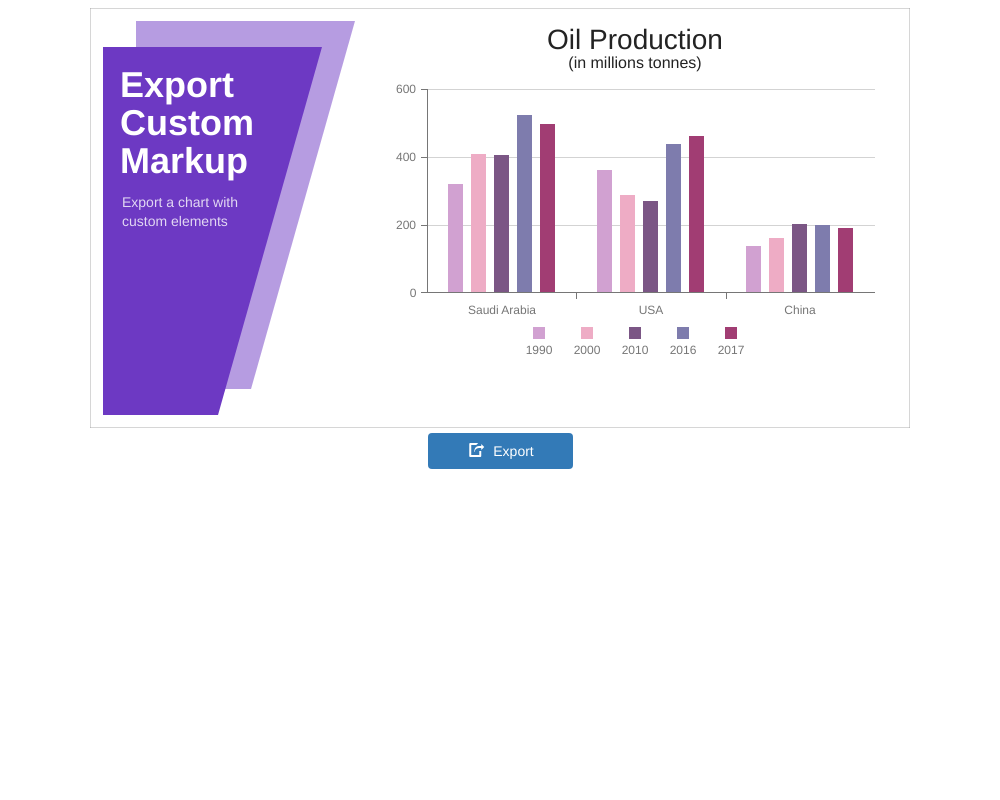 Export
Custom
Markup
Export a chart with
custom elements
Oil Production
(in millions tonnes)
600
400
200
0
Saudi Arabia USA China
1990 2000 2010 2016 2017
Export